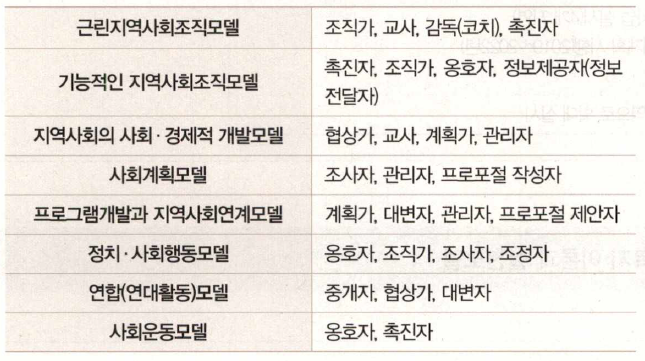 근린지역사회조직모델 조직가, 교사, 감독(코치), 촉진자
기능적인 지역사회조직모델 촉진자, 조직가, 옹호자, 정보제공자(정보
전달자)
지역사회의 사회·경제적 개발모델 협상가, 교사, 계획가, 관리자
사회계획모델 조사자, 관리자, 프로포절 작성자
프로그램개발과 지역사회연계모델 계획가, 대변자, 관리자, 프로포절 제안자
정치·사회행동모델 옹호자, 조직가, 조사자, 조정자
연합(연대활동)모델 중개자, 협상가, 대변자
사회운동모델 옹호자, 촉진자